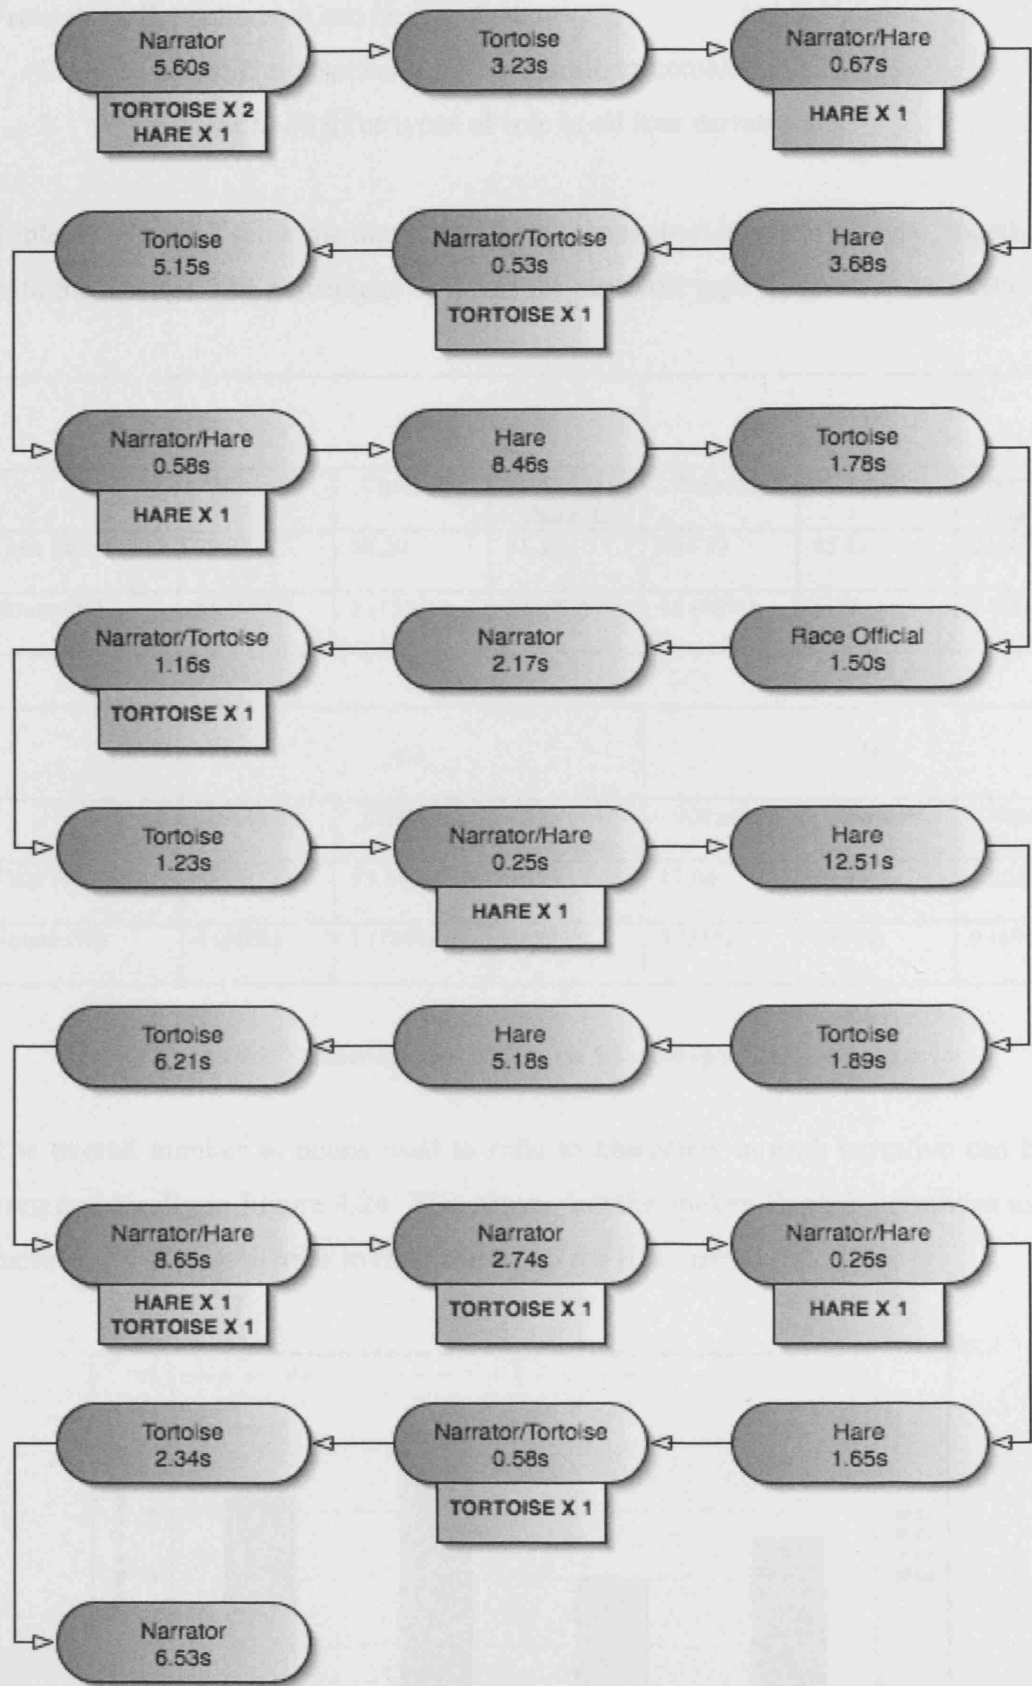 Narrator
5.60s
TORTOISE X 2
HARE X 1
Tortoise
3.23s
Narrator/Hare
0.67s
HARE X 1
Hare
3.68s
Narrator/Tortoise
0.53s
TORTOISE X 1
Tortoise
5.15s
Narrator/Hare
0.58s
HARE X 1
Hare
8.46s
Tortoise
1.78s
Race Official
1.50s
Narrator
2.17s
Narrator/Tortoise
1.16s
TORTOISE X 1
Tortoise
1.23s
Narrator/Hare
0.25s
HARE X 1
Hare
12.51s
Tortoise
1.89s
Hare
5.18s
Tortoise
6.21s
Narrator/Hare
8.65s
HARE X 1
TORTOISE X 1
Narrator
2.74s
TORTOISE X 1
Narrator/Hare
0.26s
HARE X 1
Hare
1.65s
Narrator/Tortoise
0.58s
TORTOISE X 1
Tortoise
2.34s
Narrator
6.53s